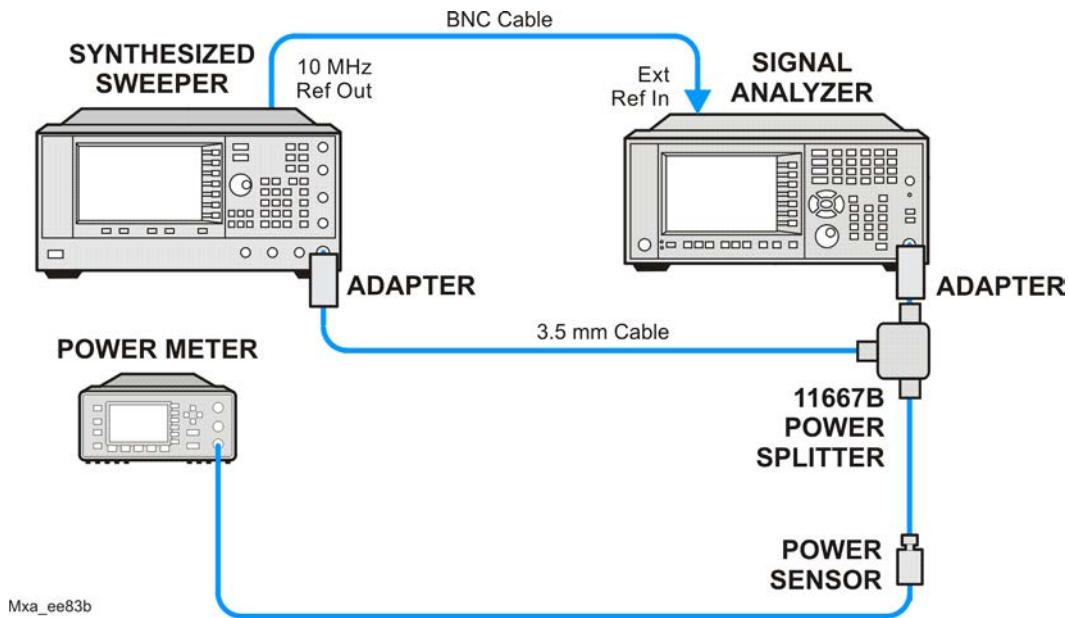 BNC Cable
SYNTHESIZED
SWEEPER
10 MHz
Ref Out
Ext
Ref In
SIGNAL
ANALYZER
ADAPTER
ADAPTER
3.5 mm Cable
POWER METER
11667B
POWER
SPLITTER
POWER
SENSOR
Mxa_ee83b